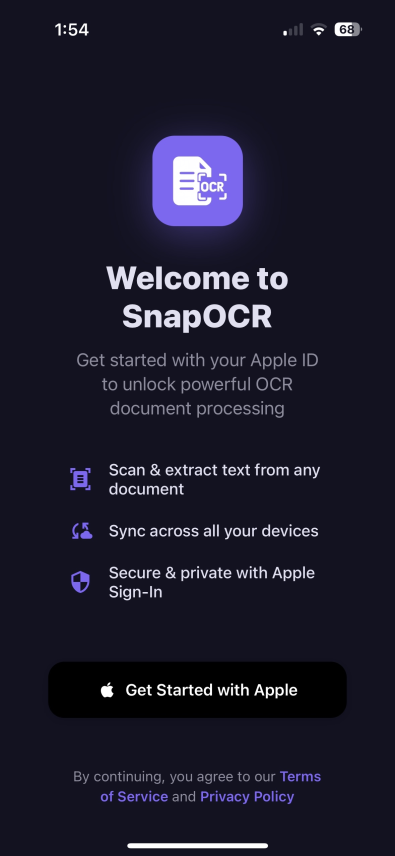 1:54
68
OCR
Welcome to
SnapOCR
Get started with your Apple ID
to unlock powerful OCR
document processing
Scan & extract text from any
document
Sync across all your devices
Secure & private with Apple
Sign-In
Get Started with Apple
By continuing, you agree to our Terms
of Service and Privacy Policy